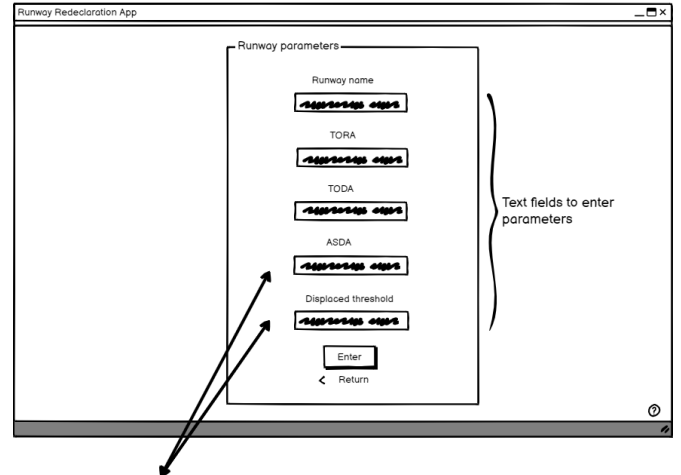 Runway Redeclaration App
Runway parameters
Runway name
TORA
TODA
ASDA
Displaced threshold
Enter
< Return
Text fields to enter
parameters
?